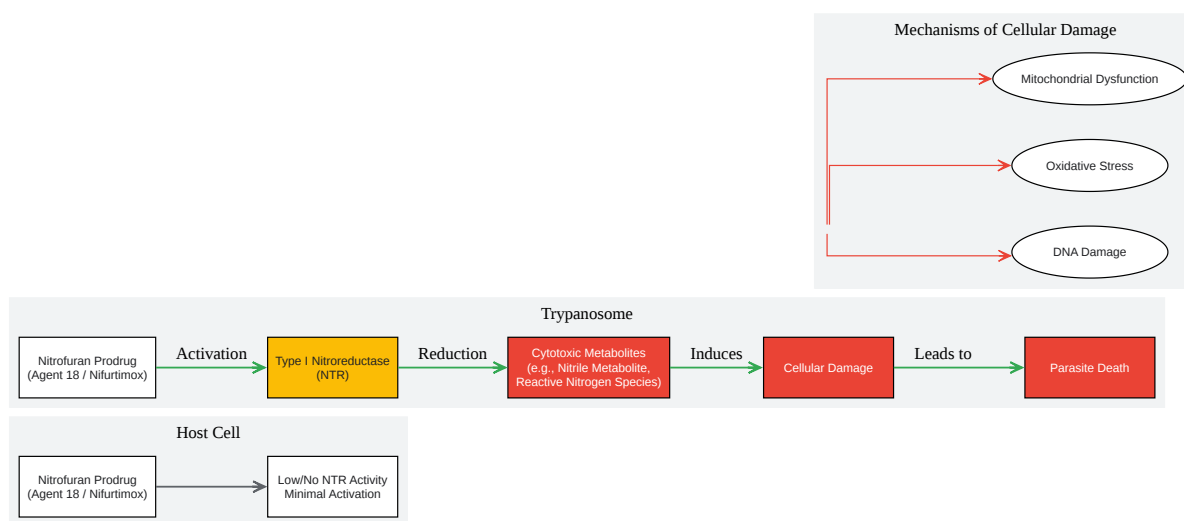 Mechanisms of Cellular Damage
Mitochondrial Dysfunction
Oxidative Stress
DNA Damage
Trypanosome
Nitrofuran Prodrug
(Agent 18 / Nifurtimox)
Activation
Type I Nitroreductase
(NTR)
Reduction
Cytotoxic Metabolites
(e.g., Nitrile Metabolite,
Reactive Nitrogen Species)
Induces
Cellular Damage
Leads to
Parasite Death
Host Cell
Nitrofuran Prodrug
(Agent 18 / Nifurtimox)
Low/No NTR Activity
Minimal Activation